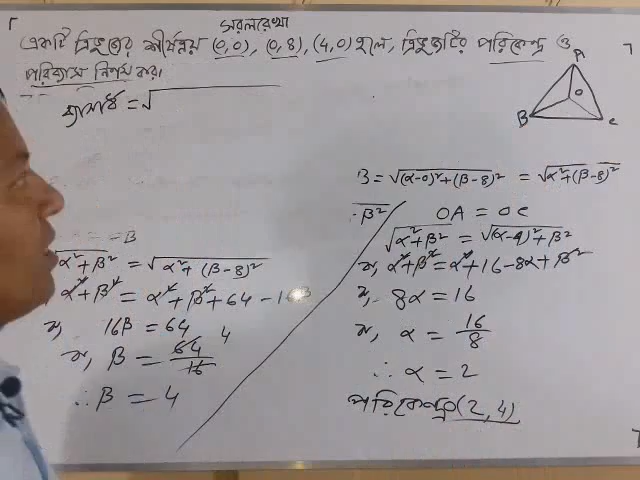 সরলরেখা
একটি ত্রিভুজের শীর্ষত্রয় (0,0), (0,8), (4,0) হলে, ত্রিভুজটির পরিকেন্দ্র ও
পরিব্যাস নির্ণয় কর।
ব্যাসার্ধ = √
A
O
B
C
B = √(α-0)²+(β-8)² = √α²+(β-8)²
β²
= B
OA = OC
√α²+β² = √α²+(β-8)²
α²+β² = α²+β²+64-16β
বা, 16β = 64
বা, β = 64/16 4
∴ β = 4
√α²+β² = √(α-4)²+β²
বা, α²+β² = α²+16-8α+β²
বা, 8α = 16
বা, α = 16/8
∴ α = 2
পরিকেন্দ্র (2,4)